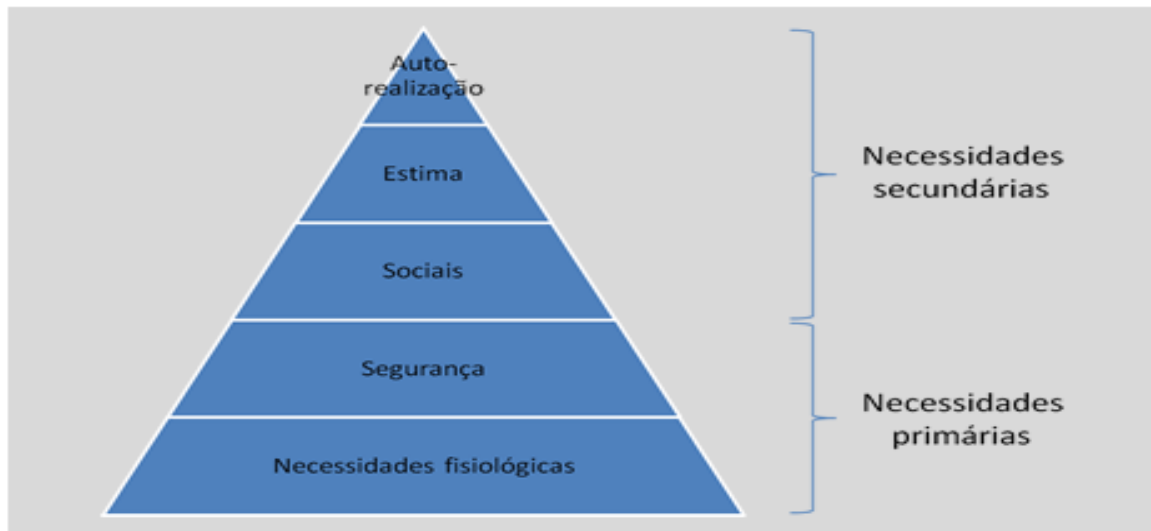 Auto-
realização
Estima
Sociais
Segurança
Necessidades fisiológicas
Necessidades
secundárias
Necessidades
primárias